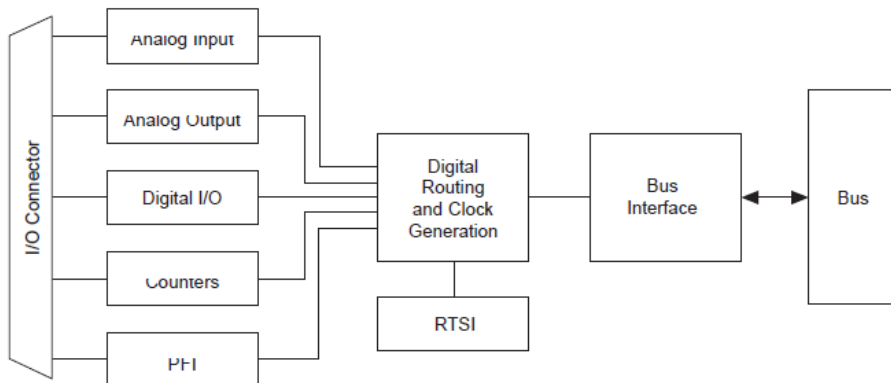 I/O Connector
Analog Input
Analog Output
Digital I/O
Counters
PFI
Digital
Routing
and Clock
Generation
RTSI
Bus
Interface
Bus